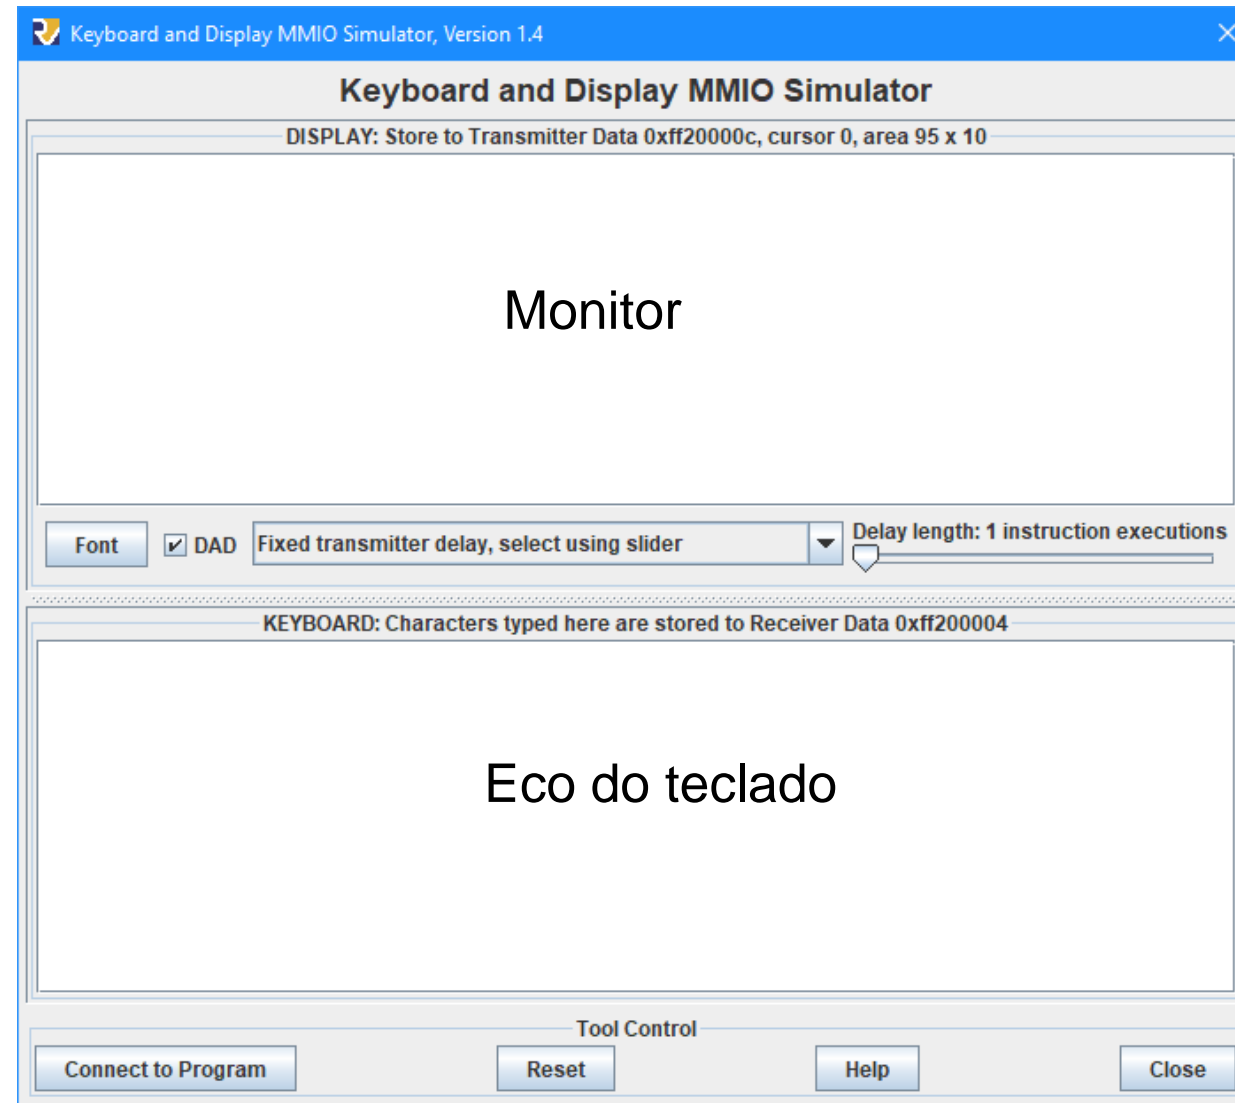 Keyboard and Display MMIO Simulator, Version 1.4
Keyboard and Display MMIO Simulator
DISPLAY: Store to Transmitter Data 0xff20000c, cursor 0, area 95 x 10
Monitor
Font DAD Fixed transmitter delay, select using slider Delay length: 1 instruction executions
KEYBOARD: Characters typed here are stored to Receiver Data 0xff200004
Eco do teclado
Tool Control
Connect to Program Reset Help Close